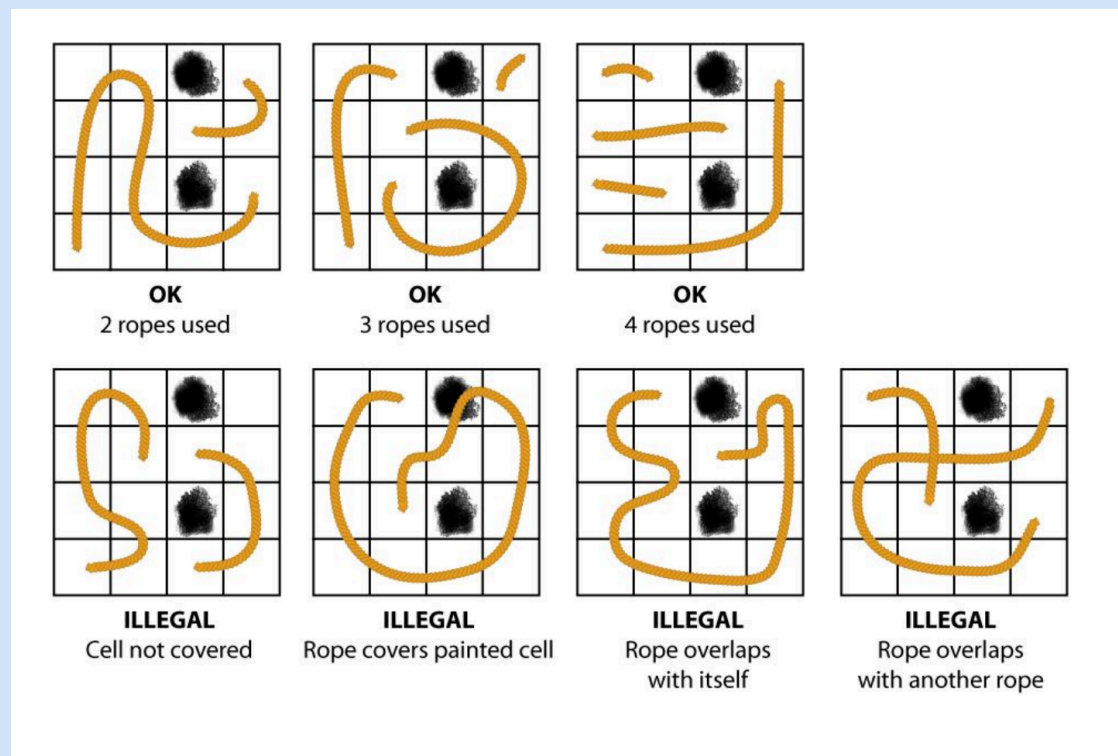 OK
2 ropes used
OK
3 ropes used
OK
4 ropes used
ILLEGAL
Cell not covered
ILLEGAL
Rope covers painted cell
ILLEGAL
Rope overlaps
with itself
ILLEGAL
Rope overlaps
with another rope